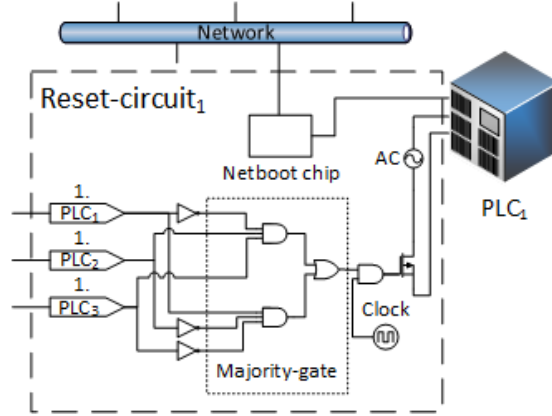 Network
Reset-circuit₁
Netboot chip
AC
PLC₁
1.
PLC₁
1.
PLC₂
1.
PLC₃
Clock
Majority-gate